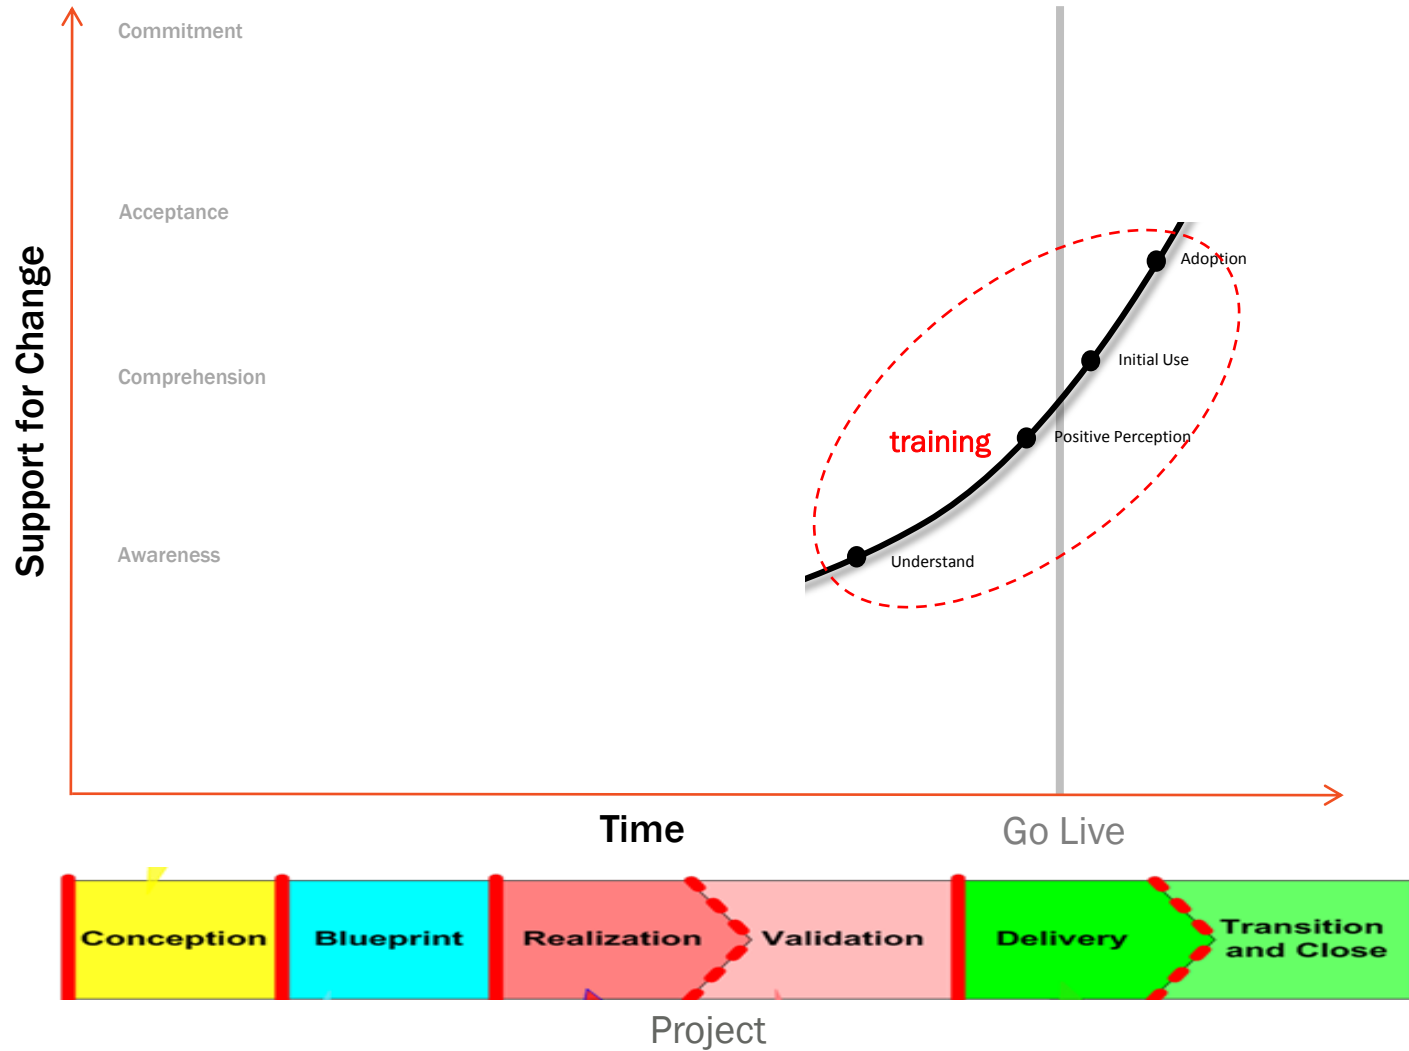 Commitment
Acceptance
Comprehension
Awareness
Support for Change
Adoption
Initial Use
training
Positive Perception
Understand
Time
Go Live
Conception
Blueprint
Realization
Validation
Delivery
Transition
and Close
Project